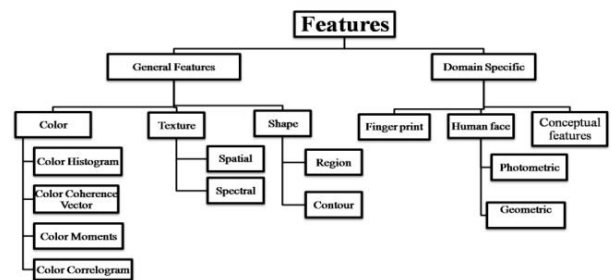 Features
General Features
Domain Specific
Color
Texture
Shape
Finger print
Human face
Conceptual
features
Color Histogram
Color Coherence
Vector
Color Moments
Color Correlogram
Spatial
Spectral
Region
Contour
Photometric
Geometric